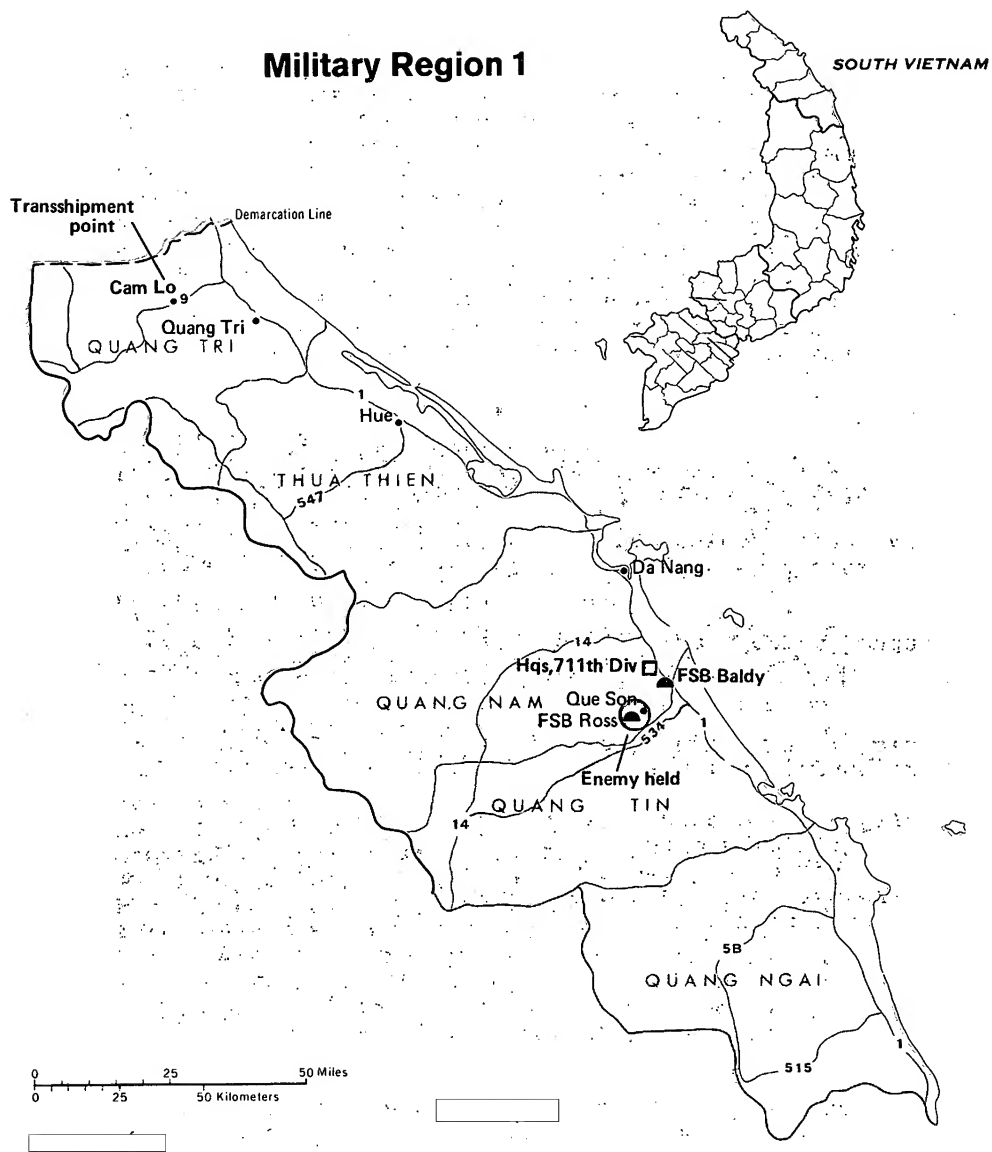 Military Region 1
SOUTH VIETNAM
Transshipment
point
Demarcation Line
Cam Lo
9
Quang Tri
QUANG TRI
1
Hue
THUA THIEN
547
Da Nang
14
Hqs, 711th Div
FSB Baldy
QUANG NAM
Que Son
FSB Ross
534
1
Enemy held
QUANG TIN
14
5B
QUANG NGAI
515
1
0 25 50 Miles
0 25 50 Kilometers